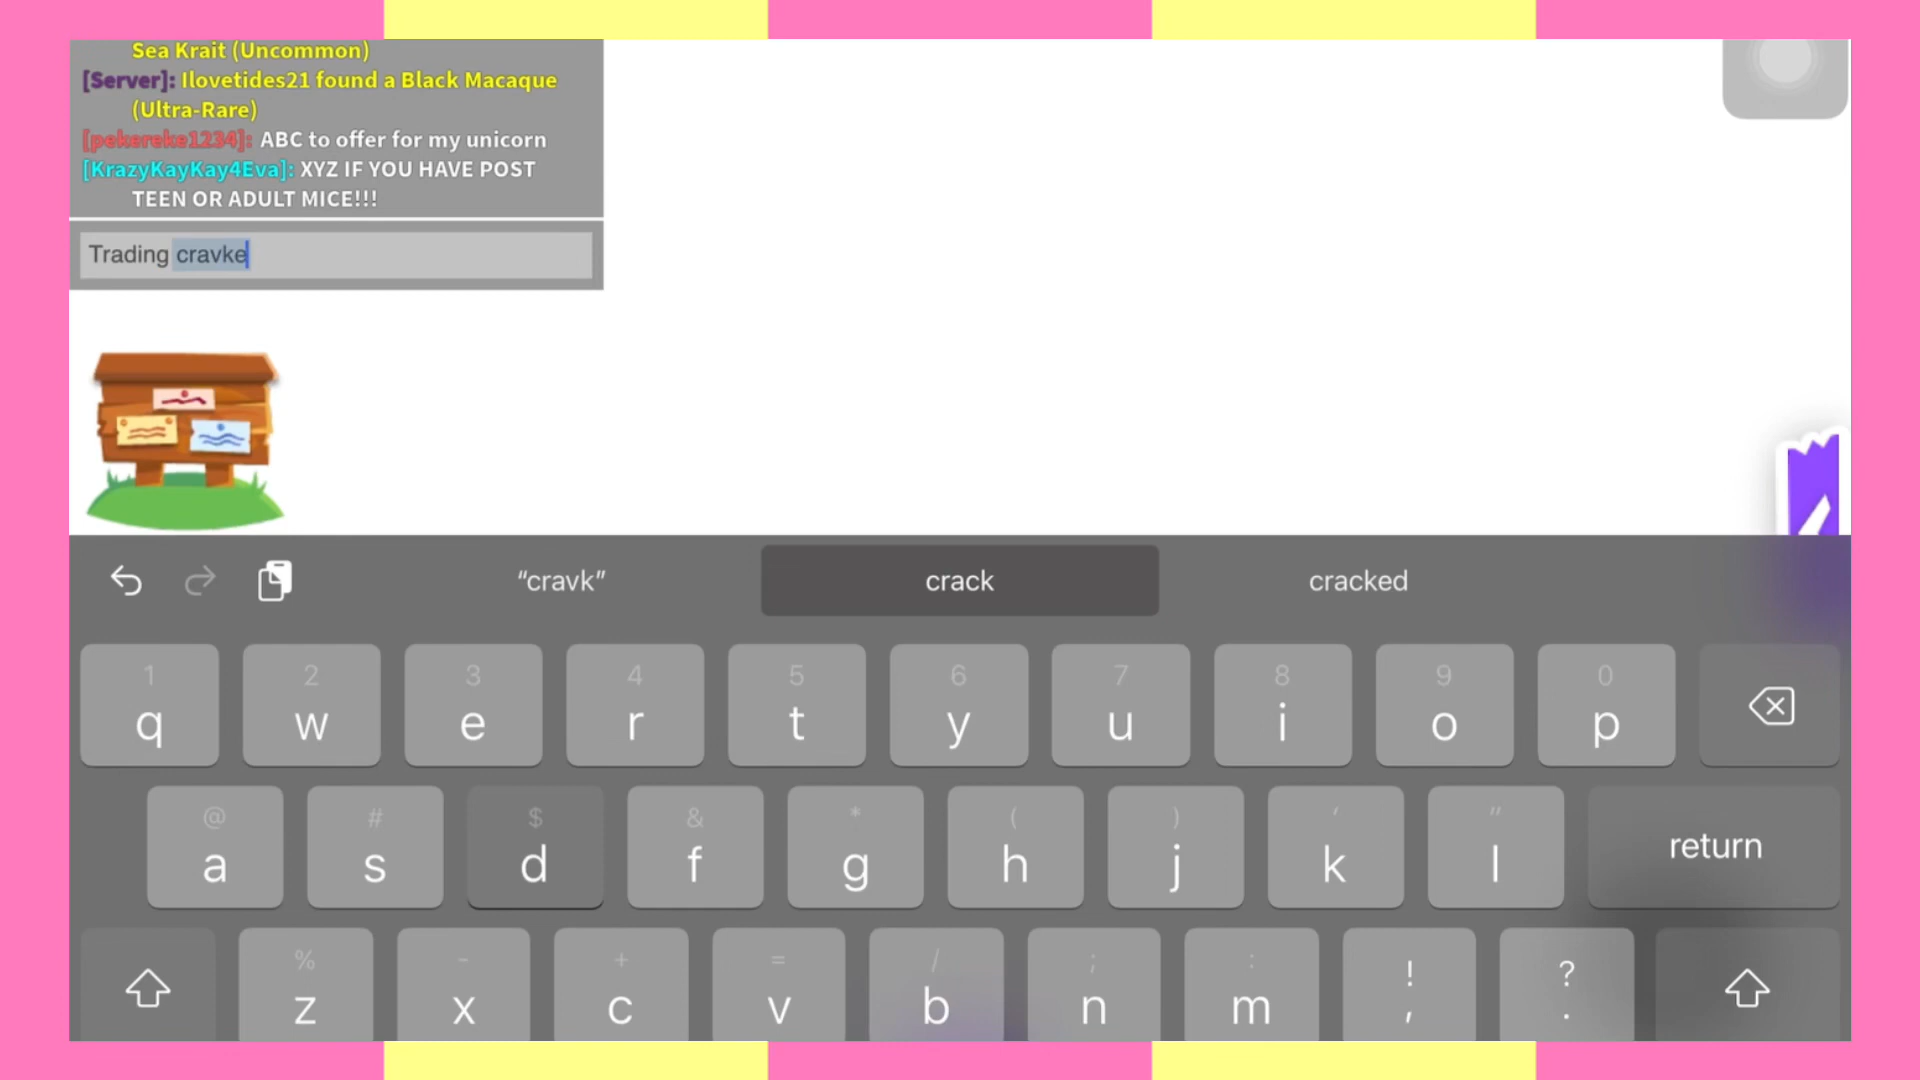 Sea Krait (Uncommon)
[Server]: Ilovetides21 found a Black Macaque
(Ultra-Rare)
[pekereke1234]: ABC to offer for my unicorn
[KrazyKayKay4Eva]: XYZ IF YOU HAVE POST
TEEN OR ADULT MICE!!!
Trading cravke
“cravk” crack cracked
1 2 3 4 5 6 7 8 9 0
q w e r t y u i o p
@ # $ & * ( ) ' "
a s d f g h j k l return
% - + = / ; : ! ?
z x c v b n m , .